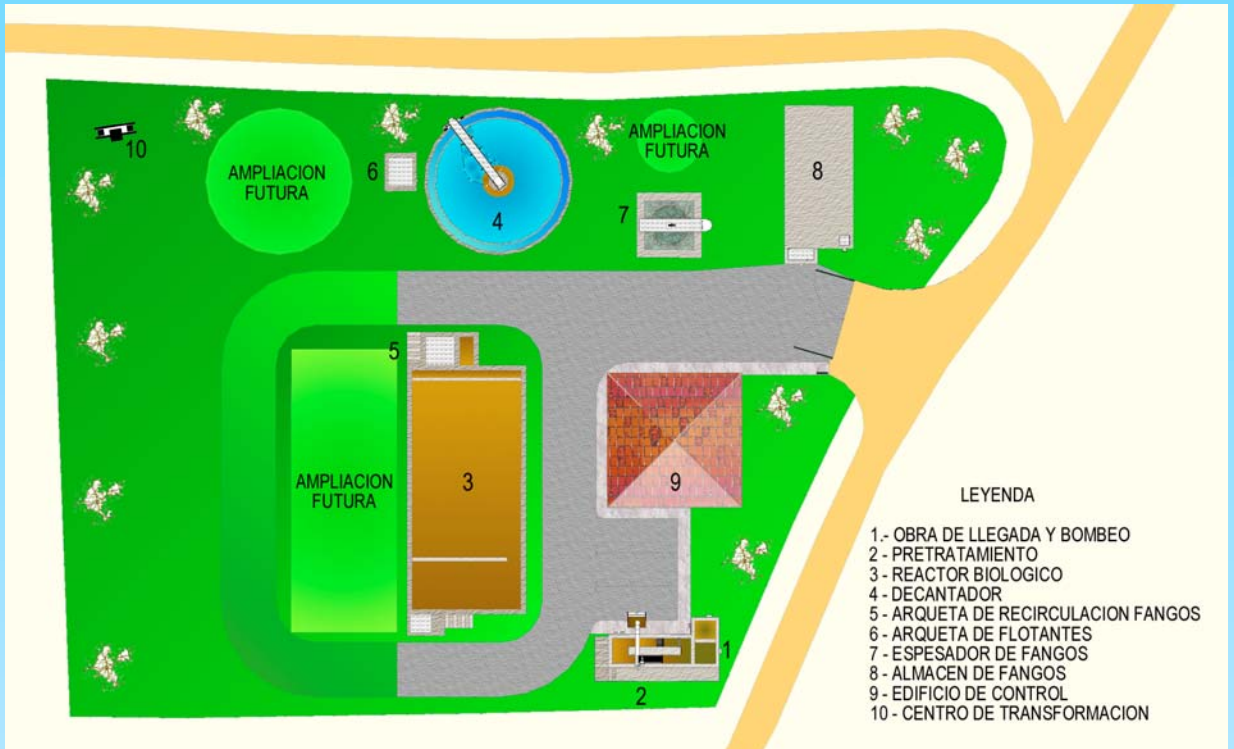 10
AMPLIACION
FUTURA
6
4
AMPLIACION
FUTURA
7
8
5
AMPLIACION
FUTURA
3
9
1
2
LEYENDA
1.- OBRA DE LLEGADA Y BOMBEO
2 - PRETRATAMIENTO
3 - REACTOR BIOLOGICO
4 - DECANTADOR
5 - ARQUETA DE RECIRCULACION FANGOS
6 - ARQUETA DE FLOTANTES
7 - ESPESADOR DE FANGOS
8 - ALMACEN DE FANGOS
9 - EDIFICIO DE CONTROL
10 - CENTRO DE TRANSFORMACION